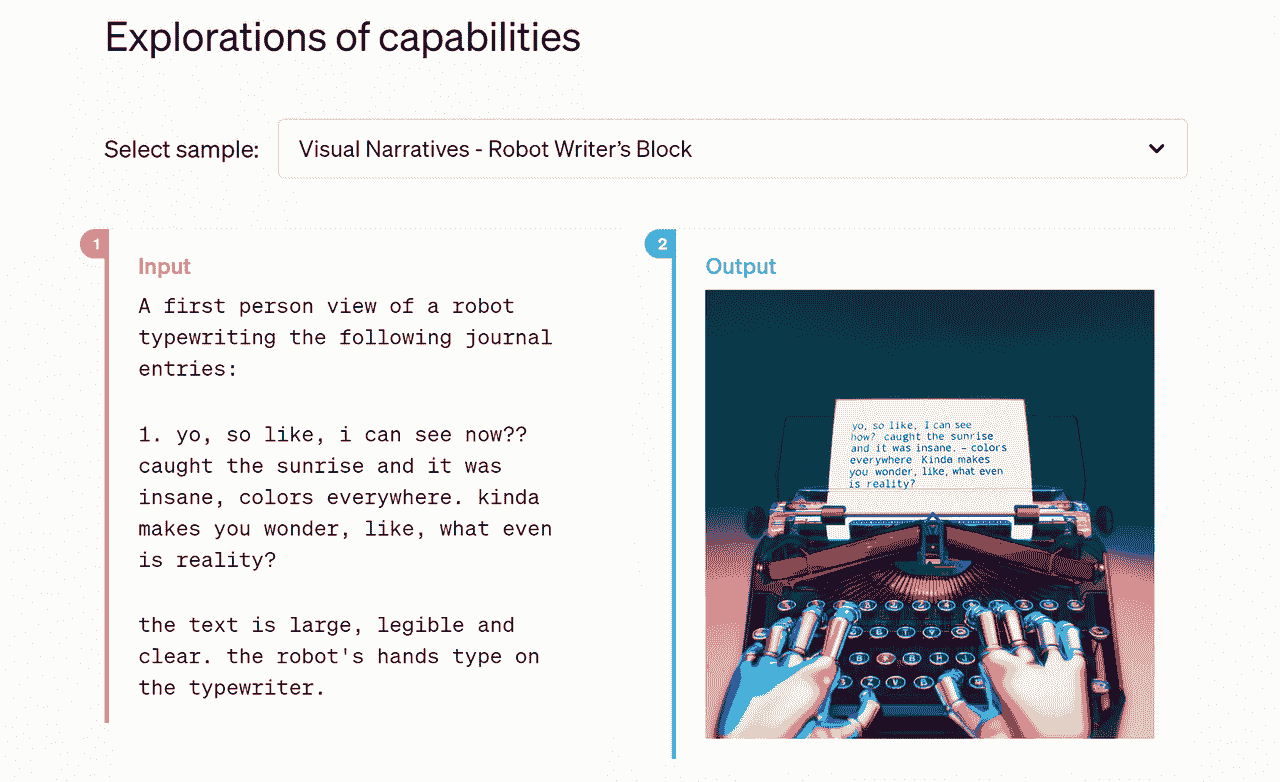 Explorations of capabilities
Select sample:
Visual Narratives - Robot Writer’s Block
1
Input
A first person view of a robot
typewriting the following journal
entries:
1. yo, so like, i can see now??
caught the sunrise and it was
insane, colors everywhere. kinda
makes you wonder, like, what even
is reality?
the text is large, legible and
clear. the robot's hands type on
the typewriter.
2
Output
yo, so like, I can see
now? caught the sunrise
and it was insane. – colors
everywhere Kinda makes
you wonder, like, what even
is reality?